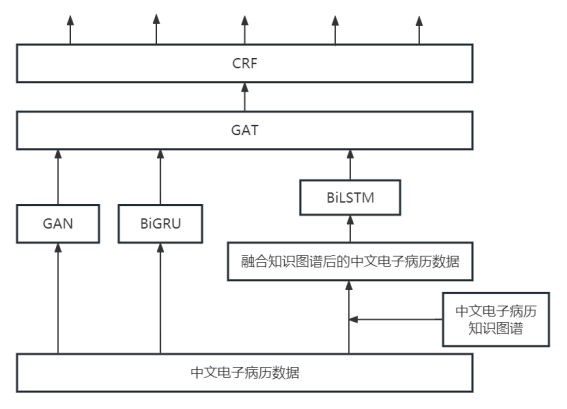 CRF
GAT
BiLSTM
GAN
BiGRU
融合知识图谱后的中文电子病历数据
中文电子病历
知识图谱
中文电子病历数据